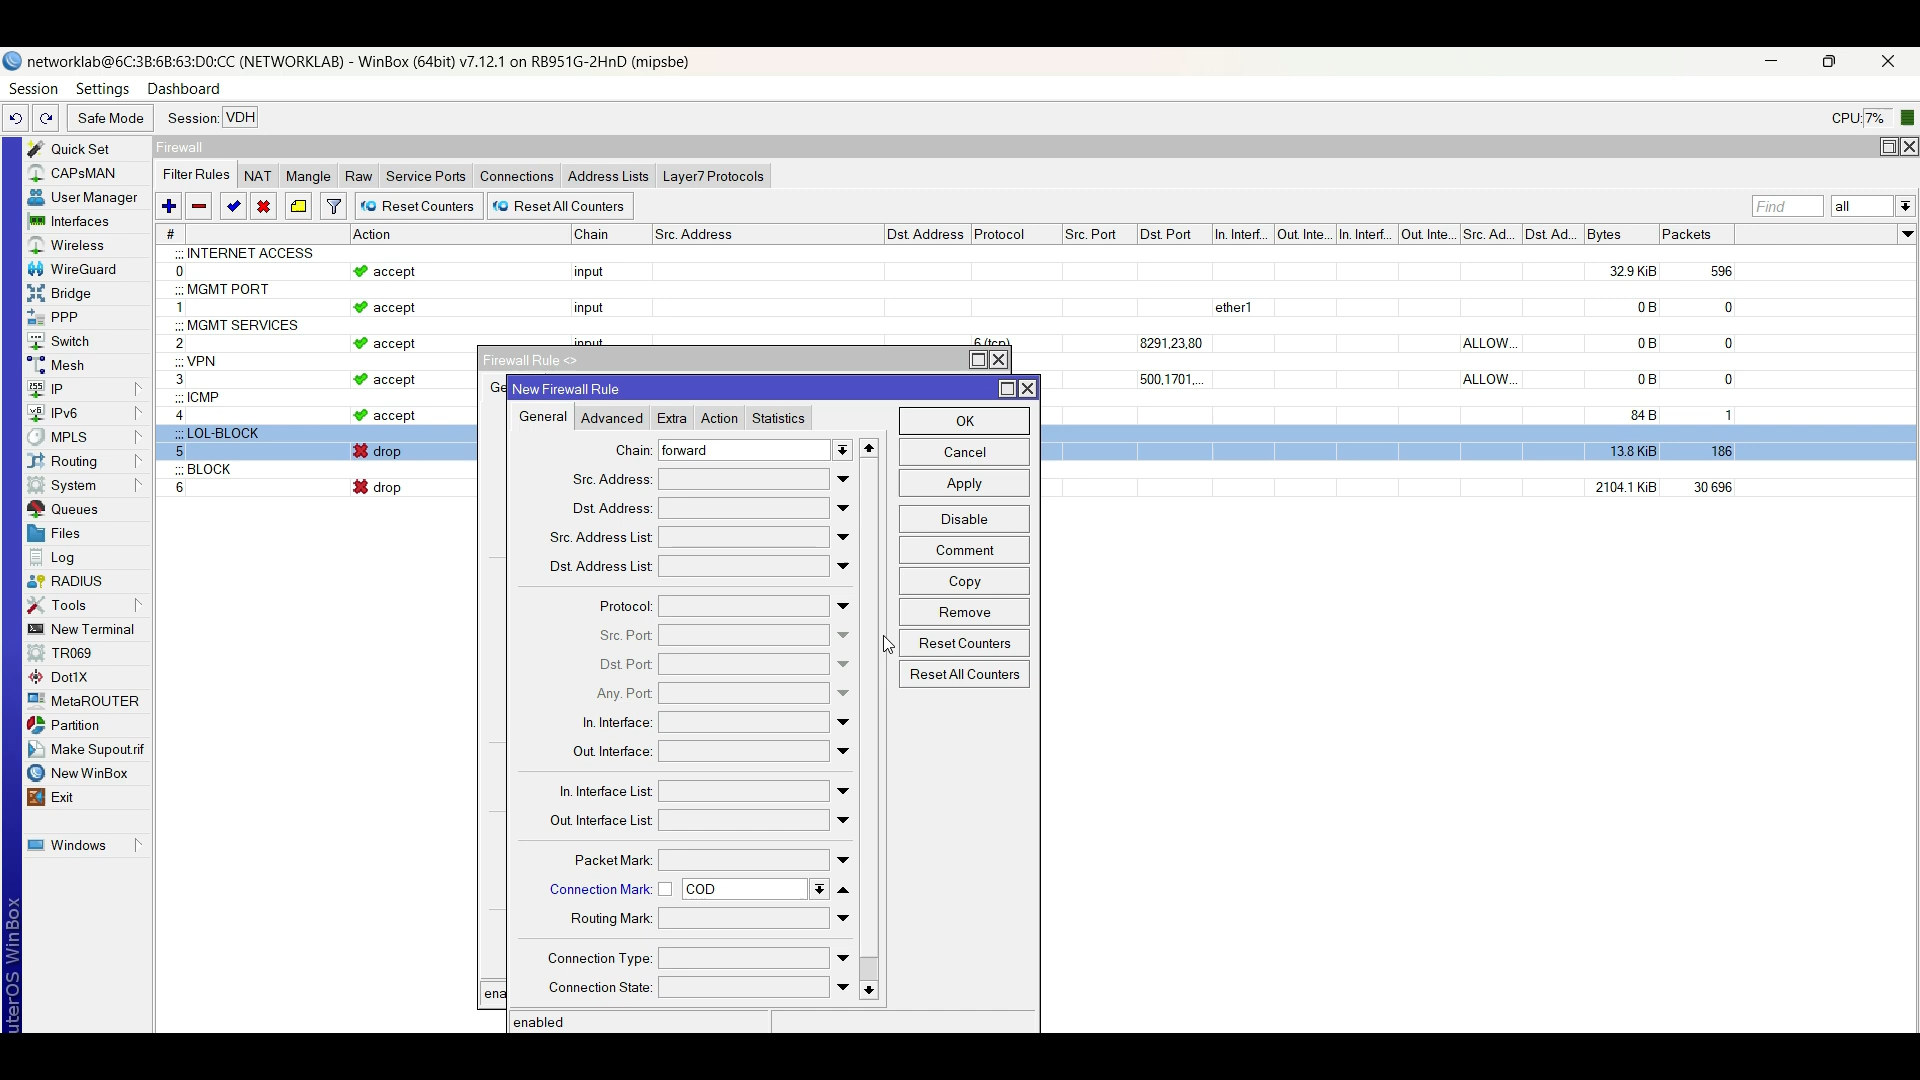 networklab@6C:3B:6B:63:D0:CC (NETWORKLAB) - WinBox (64bit) v7.12.1 on RB951G-2HnD (mipsbe)
Session Settings Dashboard
Safe Mode Session: VDH CPU: 7%
Quick Set
CAPsMAN
User Manager
Interfaces
Wireless
WireGuard
Bridge
PPP
Switch
Mesh
IP
IPv6
MPLS
Routing
System
Queues
Files
Log
RADIUS
Tools
New Terminal
TR069
Dot1X
MetaROUTER
Partition
Make Supout.rif
New WinBox
Exit
Windows
uterOS WinBox
Firewall
Filter Rules NAT Mangle Raw Service Ports Connections Address Lists Layer7 Protocols
Reset Counters Reset All Counters Find all
# Action Chain Src. Address Dst. Address Protocol Src. Port Dst. Port In. Interf... Out. Inte... In. Interf... Out. Inte... Src. Ad... Dst. Ad... Bytes Packets
::: INTERNET ACCESS
0 accept input 32.9 KiB 596
::: MGMT PORT
1 accept input ether1 0 B 0
::: MGMT SERVICES
2 accept input 6 (tcp) 8291,23,80 ALLOW... 0 B 0
::: VPN
3 accept 500,1701,... ALLOW... 0 B 0
::: ICMP
4 accept 84 B 1
::: LOL-BLOCK
5 drop 13.8 KiB 186
::: BLOCK
6 drop 2104.1 KiB 30 696
Firewall Rule <>
Ge
ena
New Firewall Rule
General Advanced Extra Action Statistics
Chain: forward
Src. Address:
Dst. Address:
Src. Address List:
Dst. Address List:
Protocol:
Src. Port:
Dst. Port:
Any. Port:
In. Interface:
Out. Interface:
In. Interface List:
Out. Interface List:
Packet Mark:
Connection Mark: COD
Routing Mark:
Connection Type:
Connection State:
enabled
OK
Cancel
Apply
Disable
Comment
Copy
Remove
Reset Counters
Reset All Counters